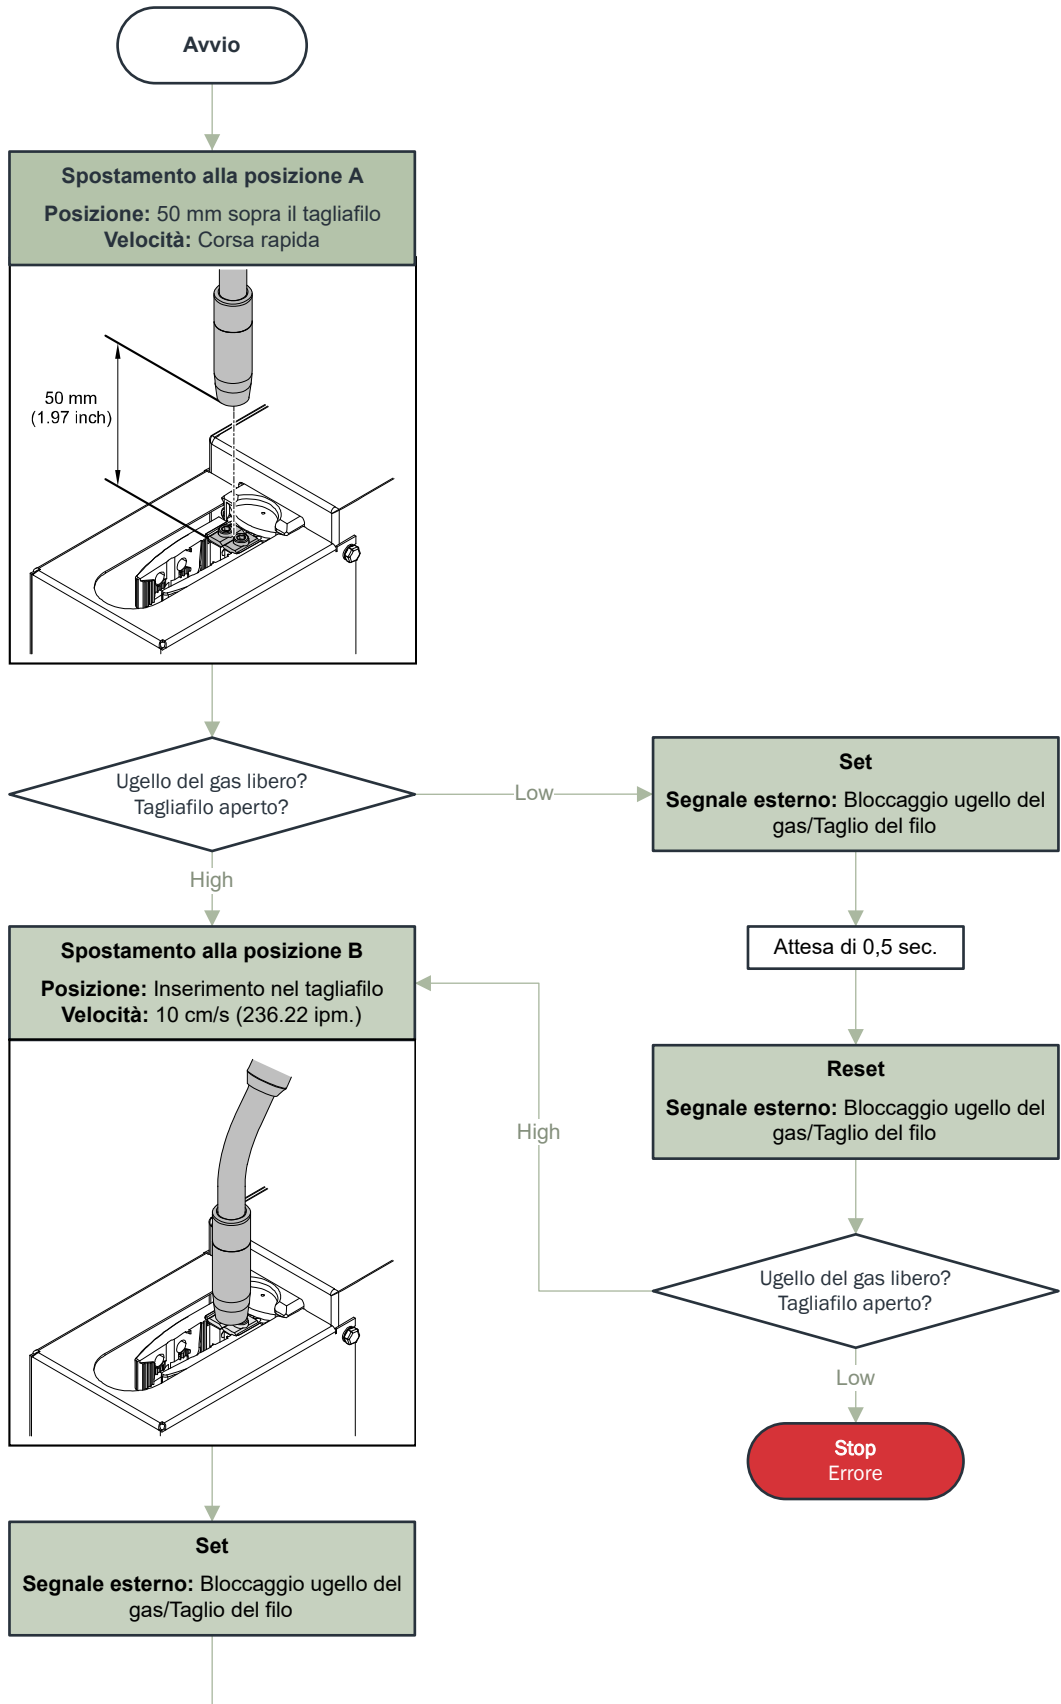 Avvio
Spostamento alla posizione A
Posizione: 50 mm sopra il tagliafilo
Velocità: Corsa rapida
50 mm
(1.97 inch)
Ugello del gas libero?
Tagliafilo aperto?
Low
Set
Segnale esterno: Bloccaggio ugello del
gas/Taglio del filo
High
Attesa di 0,5 sec.
Spostamento alla posizione B
Posizione: Inserimento nel tagliafilo
Velocità: 10 cm/s (236.22 ipm.)
Reset
Segnale esterno: Bloccaggio ugello del
gas/Taglio del filo
High
Ugello del gas libero?
Tagliafilo aperto?
Low
Stop
Errore
Set
Segnale esterno: Bloccaggio ugello del
gas/Taglio del filo